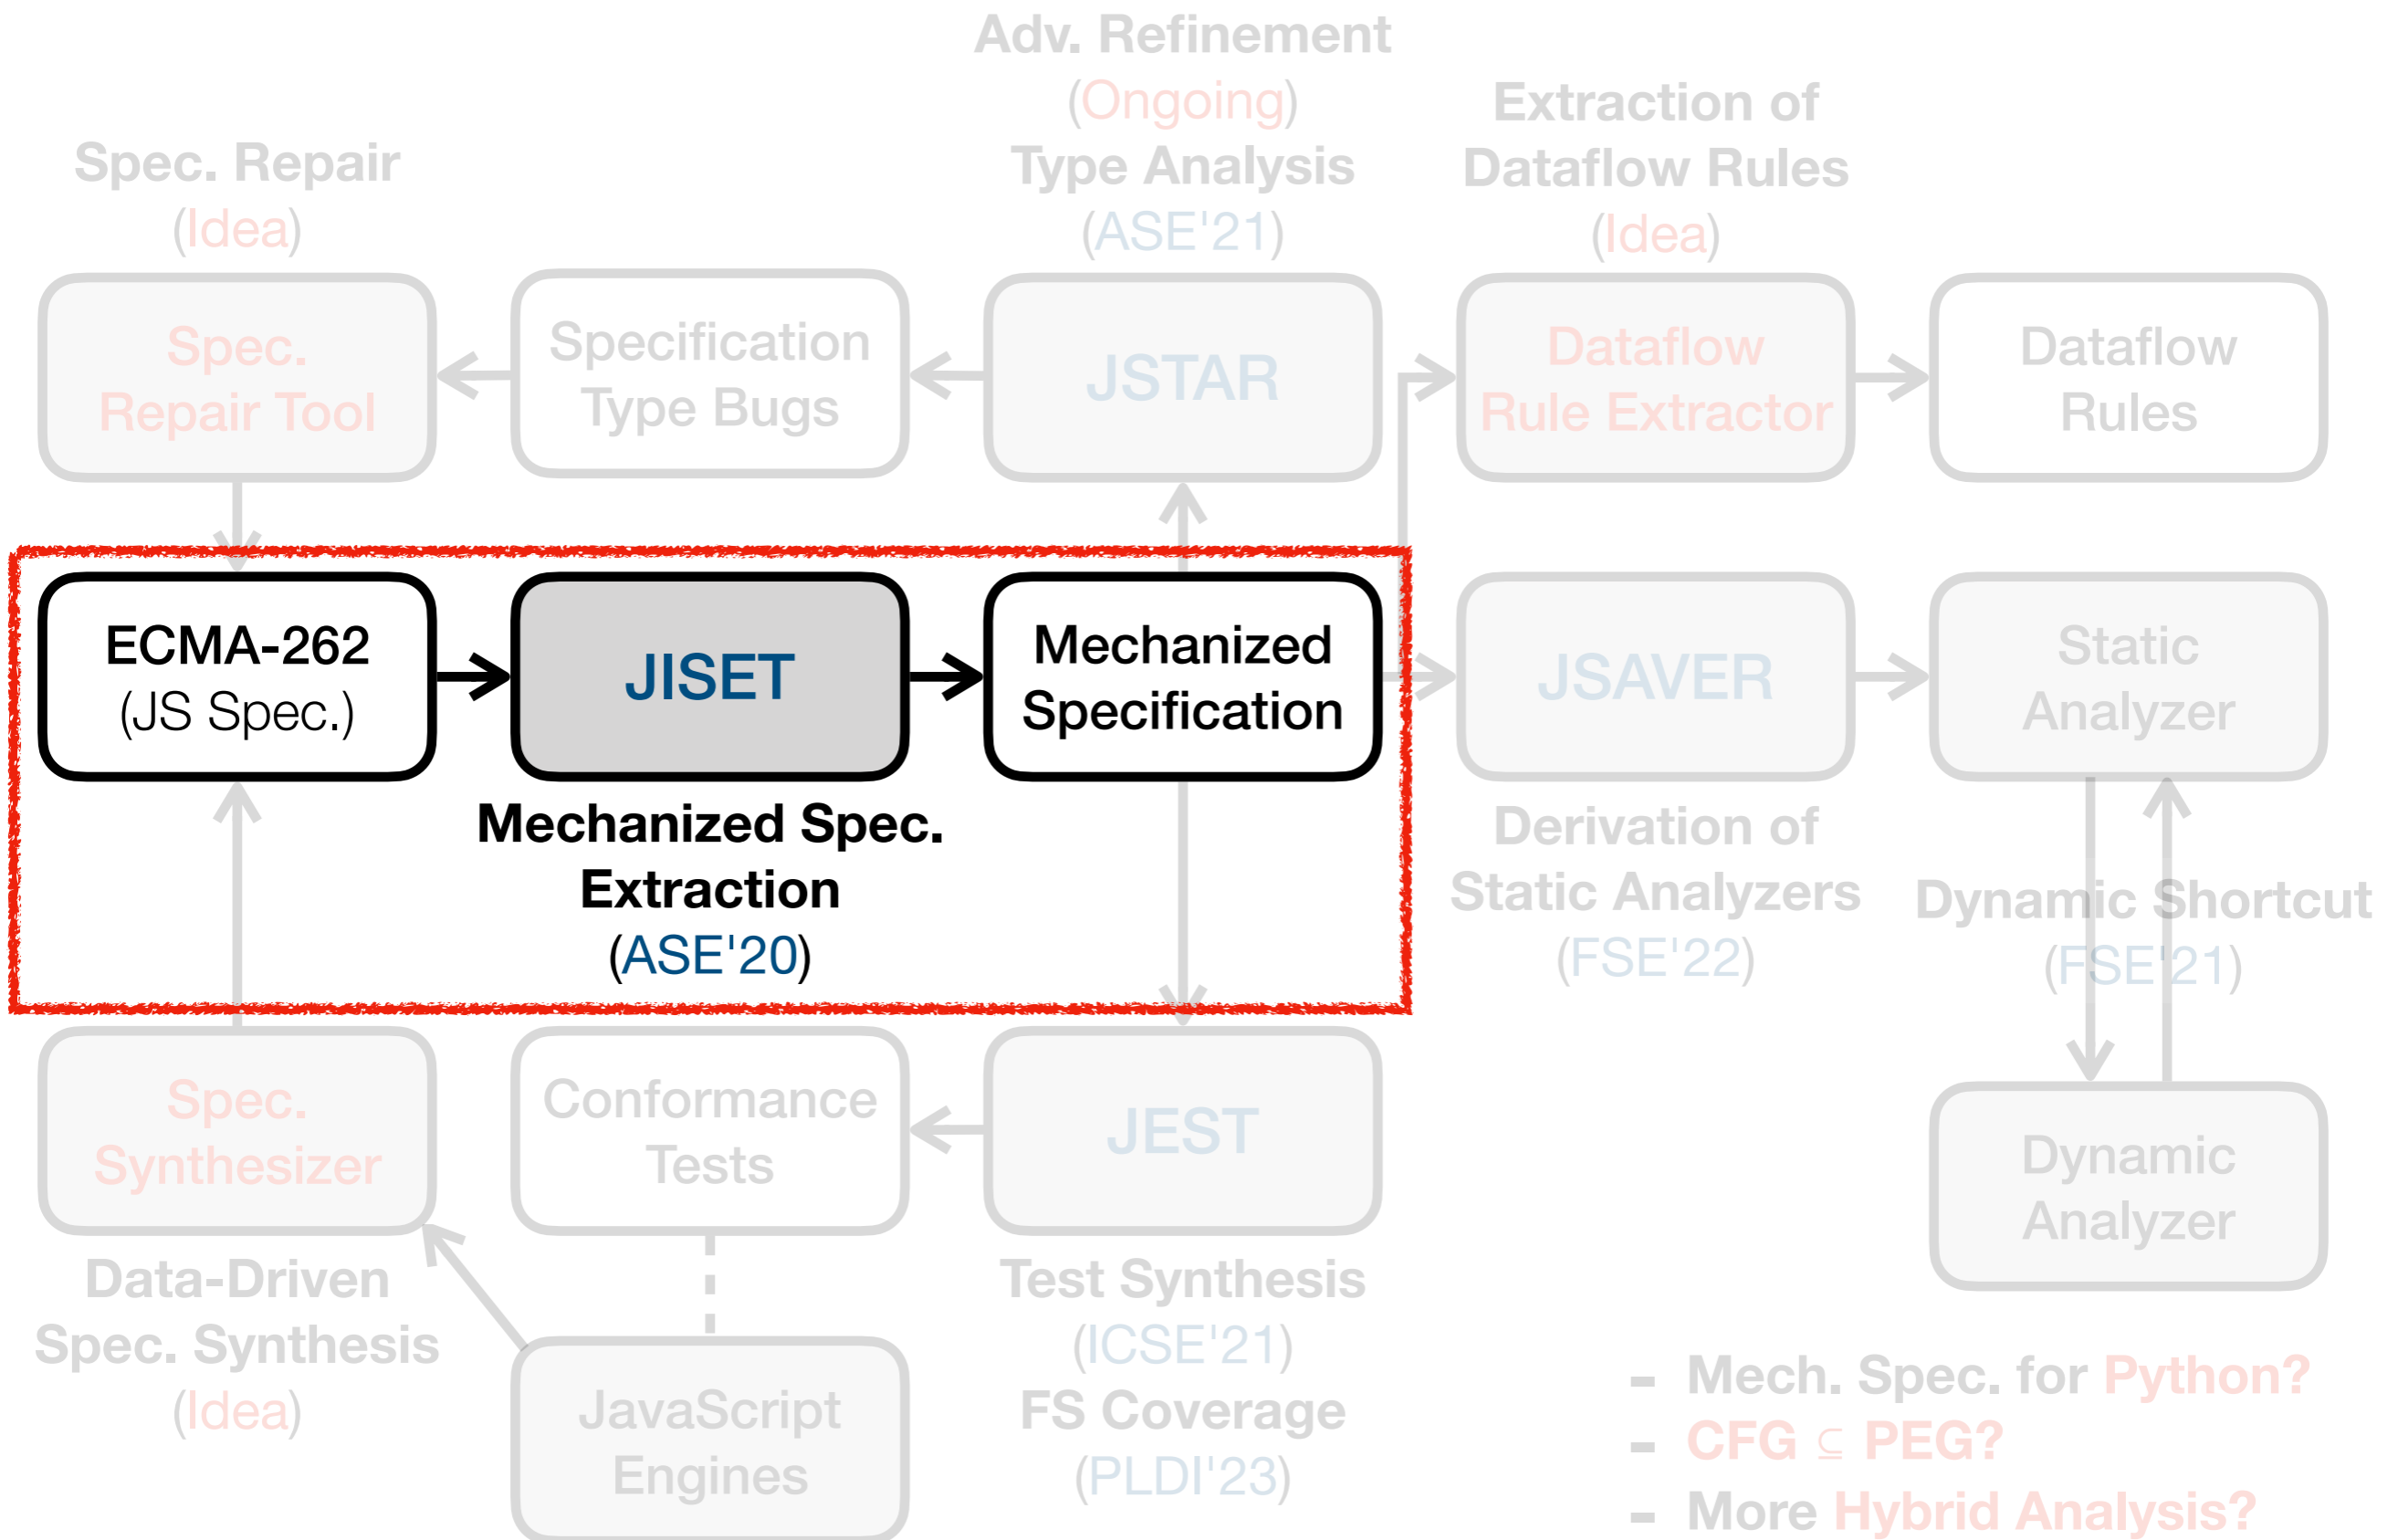 Adv. Refinement
(Ongoing)
Type Analysis
(ASE'21)
Extraction of
Dataflow Rules
(Idea)
Spec. Repair
(Idea)
Spec.
Repair Tool
Specification
Type Bugs
JSTAR
Dataflow
Rule Extractor
Dataflow
Rules
ECMA-262
(JS Spec.)
JISET
Mechanized
Specification
JSAVER
Static
Analyzer
Mechanized Spec.
Extraction
(ASE'20)
Derivation of
Static Analyzers
(FSE'22)
Dynamic Shortcut
(FSE'21)
Spec.
Synthesizer
Conformance
Tests
JEST
Dynamic
Analyzer
Data-Driven
Spec. Synthesis
(Idea)
JavaScript
Engines
Test Synthesis
(ICSE'21)
FS Coverage
(PLDI'23)
- Mech. Spec. for Python?
- CFG ⊆ PEG?
- More Hybrid Analysis?